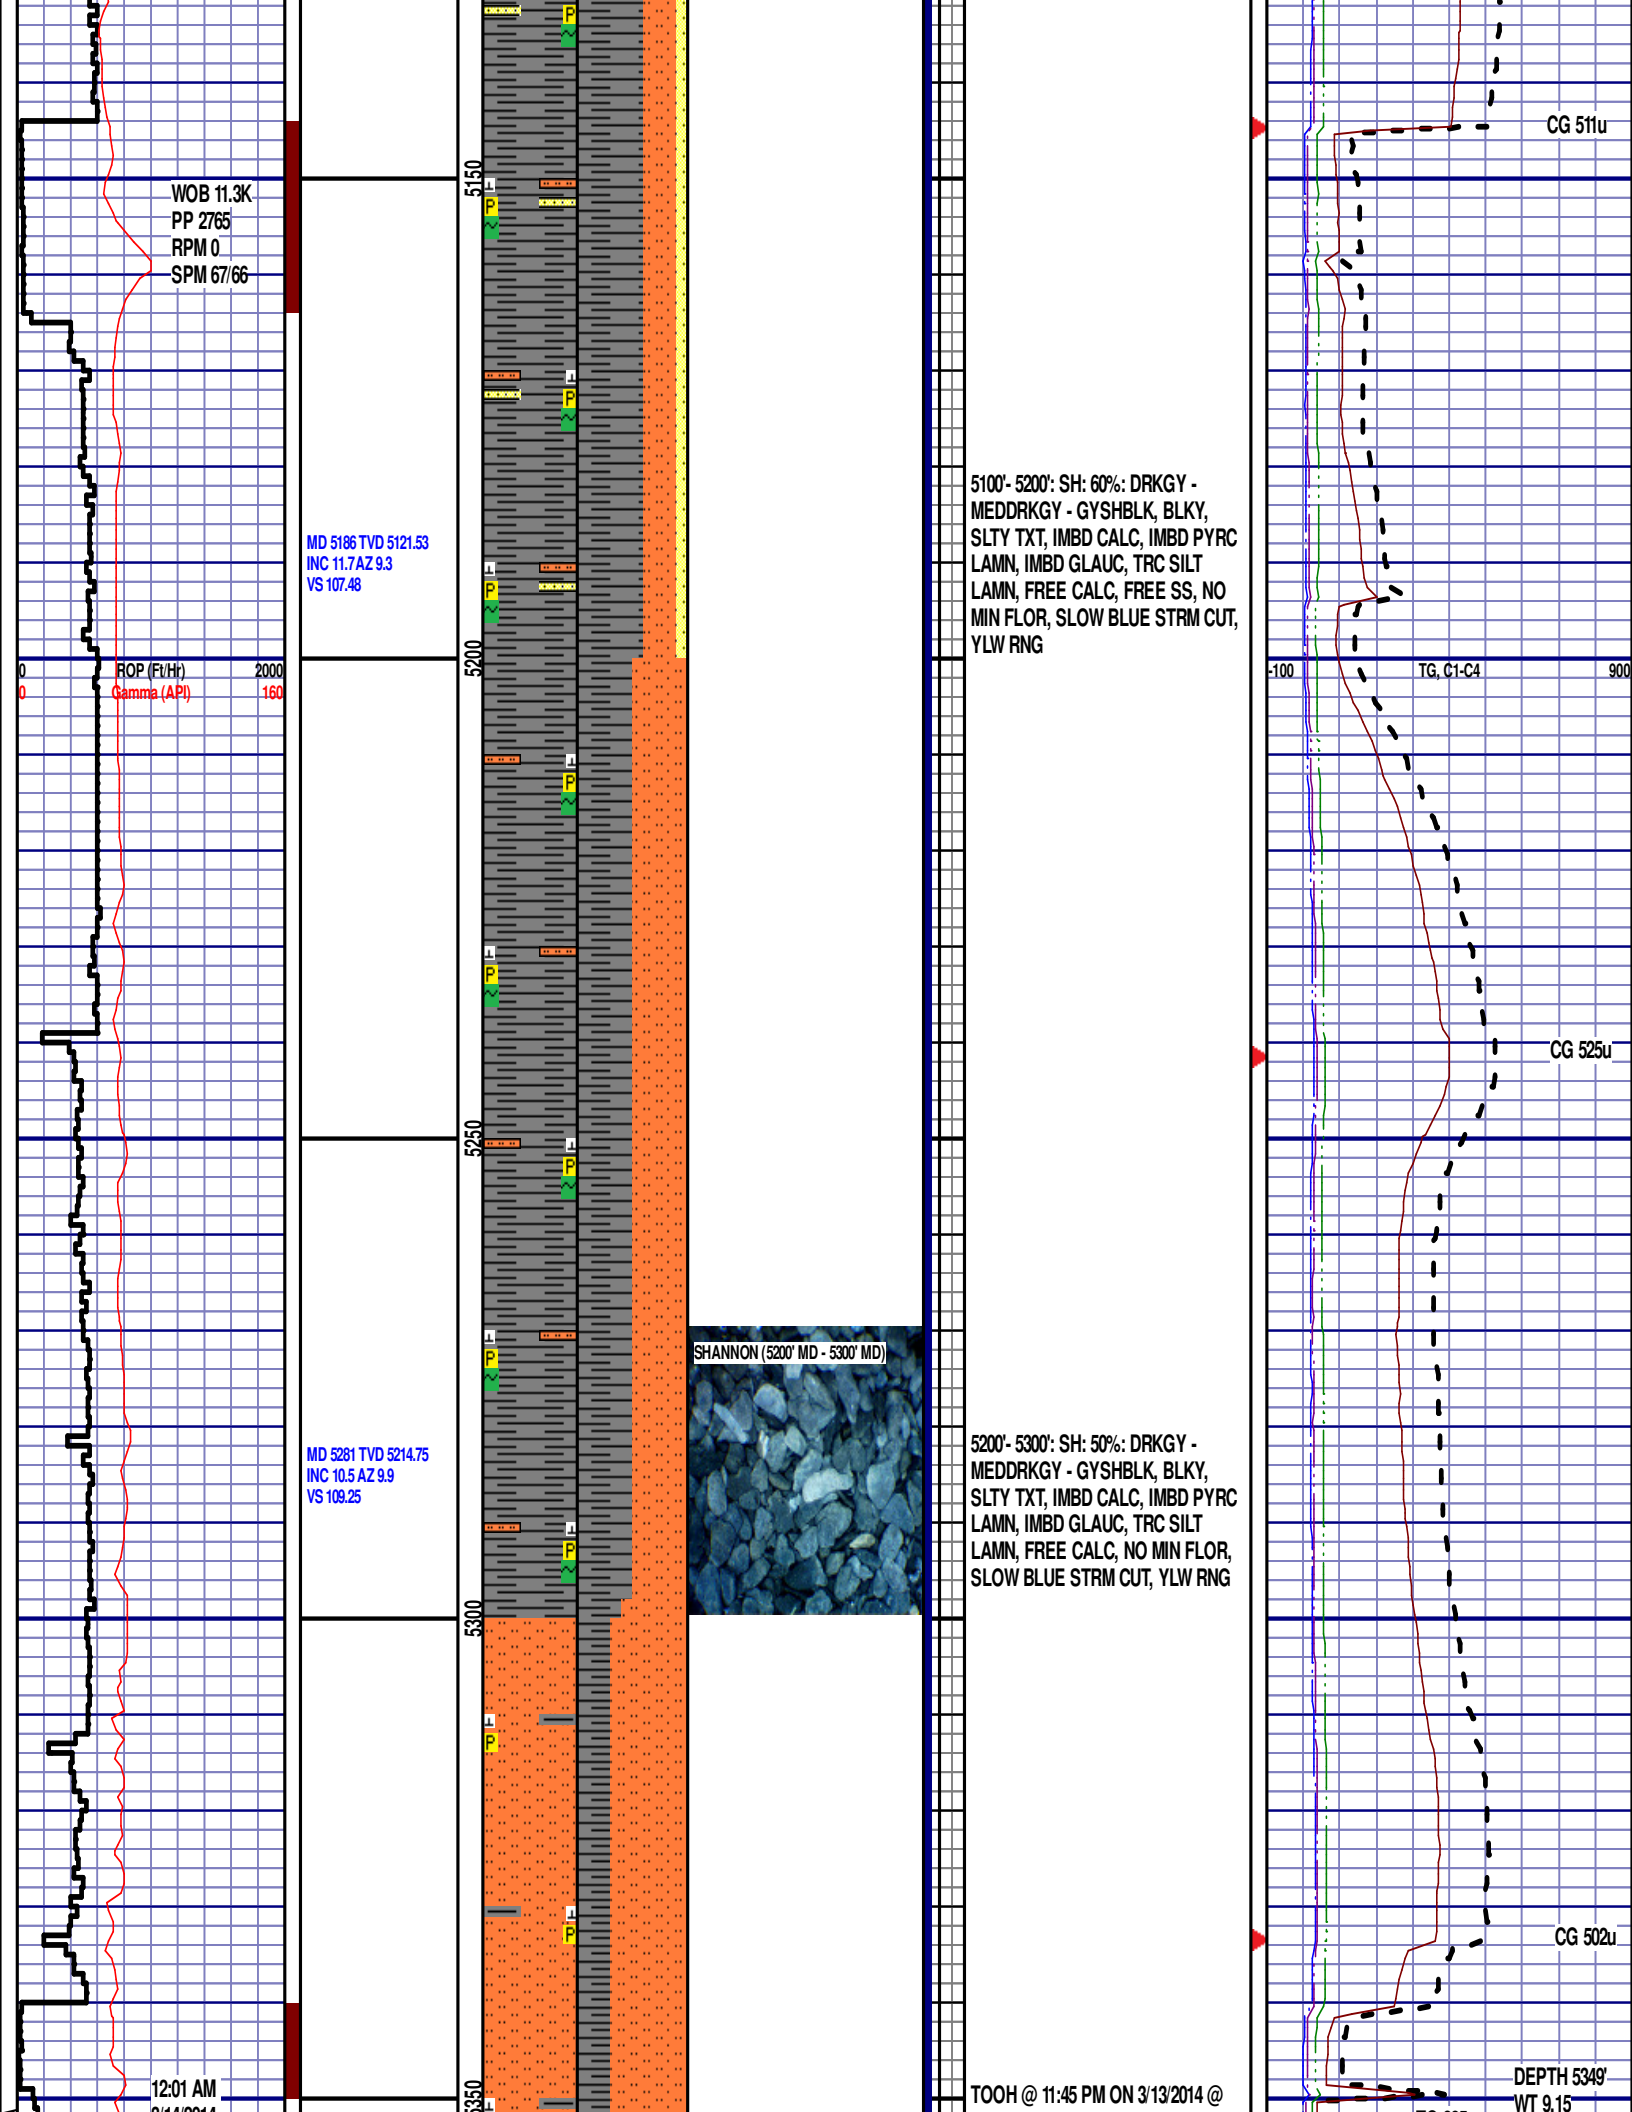 CG 511u
5150
WOB 11.3K
PP 2765
RPM 0
SPM 67/66
5100'- 5200': SH: 60%: DRKGY -
MEDDRKGY - GYSHBLK, BLKY,
SLTY TXT, IMBD CALC, IMBD PYRC
LAMN, IMBD GLAUC, TRC SILT
LAMN, FREE CALC, FREE SS, NO
MIN FLOR, SLOW BLUE STRM CUT,
YLW RNG
MD 5186 TVD 5121.53
INC 11.7 AZ 9.3
VS 107.48
5200
0 ROP (Ft/Hr) 2000
0 Gamma (API) 160
-100 TG, C1-C4 900
CG 525u
5250
SHANNON (5200' MD - 5300' MD)
MD 5281 TVD 5214.75
INC 10.5 AZ 9.9
VS 109.25
5200'- 5300': SH: 50%: DRKGY -
MEDDRKGY - GYSHBLK, BLKY,
SLTY TXT, IMBD CALC, IMBD PYRC
LAMN, IMBD GLAUC, TRC SILT
LAMN, FREE CALC, NO MIN FLOR,
SLOW BLUE STRM CUT, YLW RNG
5300
P
CG 502u
12:01 AM
5350
TOOH @ 11:45 PM ON 3/13/2014 @
DEPTH 5349'
WT 9.15